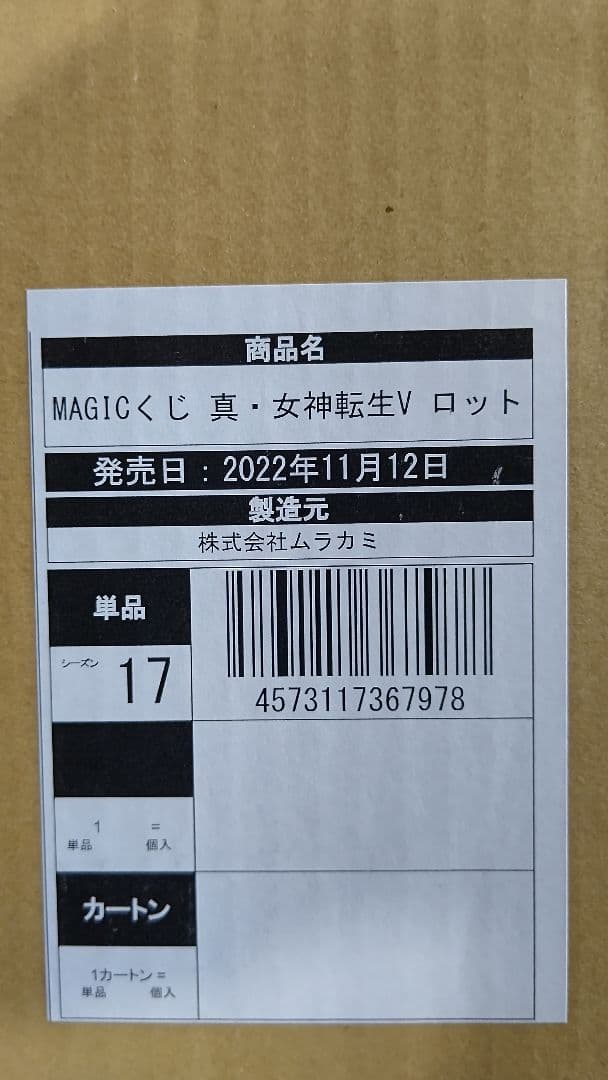 商品名
MAGICくじ 真・女神転生V ロット
発売日：2022年11月12日
製造元
株式会社ムラカミ
単品
シーズン 17
4573117367978
1 =
単品 個入
カートン
1カートン =
単品 個入